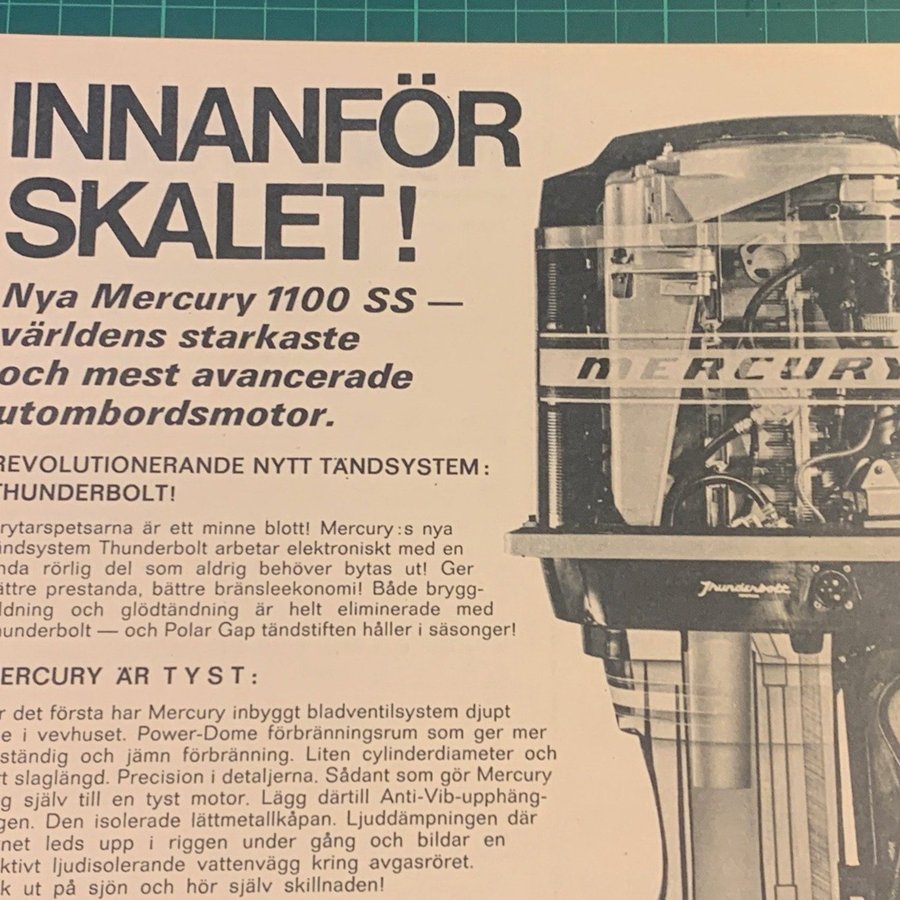 INNANFÖR
SKALET!
Nya Mercury 1100 SS —
världens starkaste
och mest avancerade
utombordsmotor.
REVOLUTIONERANDE NYTT TÄNDSYSTEM:
THUNDERBOLT!
rytarspetsarna är ett minne blott! Mercury:s nya
ändsystem Thunderbolt arbetar elektroniskt med en
nda rörlig del som aldrig behöver bytas ut! Ger
ättre prestanda, bättre bränsleekonomi! Både brygg-
ldning och glödtändning är helt eliminerade med
hunderbolt — och Polar Gap tändstiften håller i säsonger!
ERCURY ÄR TYST:
r det första har Mercury inbyggt bladventilsystem djupt
e i vevhuset. Power-Dome förbränningsrum som ger mer
ständig och jämn förbränning. Liten cylinderdiameter och
rt slaglängd. Precision i detaljerna. Sådant som gör Mercury
g själv till en tyst motor. Lägg därtill Anti-Vib-upphäng-
gen. Den isolerade lättmetallkåpan. Ljuddämpningen där
net leds upp i riggen under gång och bildar en
ktivt ljudisolerande vattenvägg kring avgasröret.
k ut på sjön och hör själv skillnaden!
MERCURY
Thunderbolt